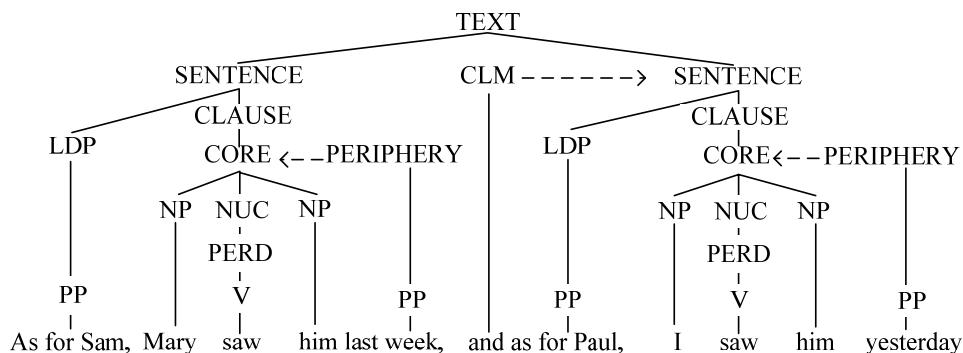 TEXT
SENTENCE CLM SENTENCE
CLAUSE CLAUSE
LDP LDP
CORE PERIPHERY CORE PERIPHERY
NP NUC NP NP NUC NP
PERD PERD
PP V PP PP V PP
As for Sam, Mary saw him last week, and as for Paul, I saw him yesterday